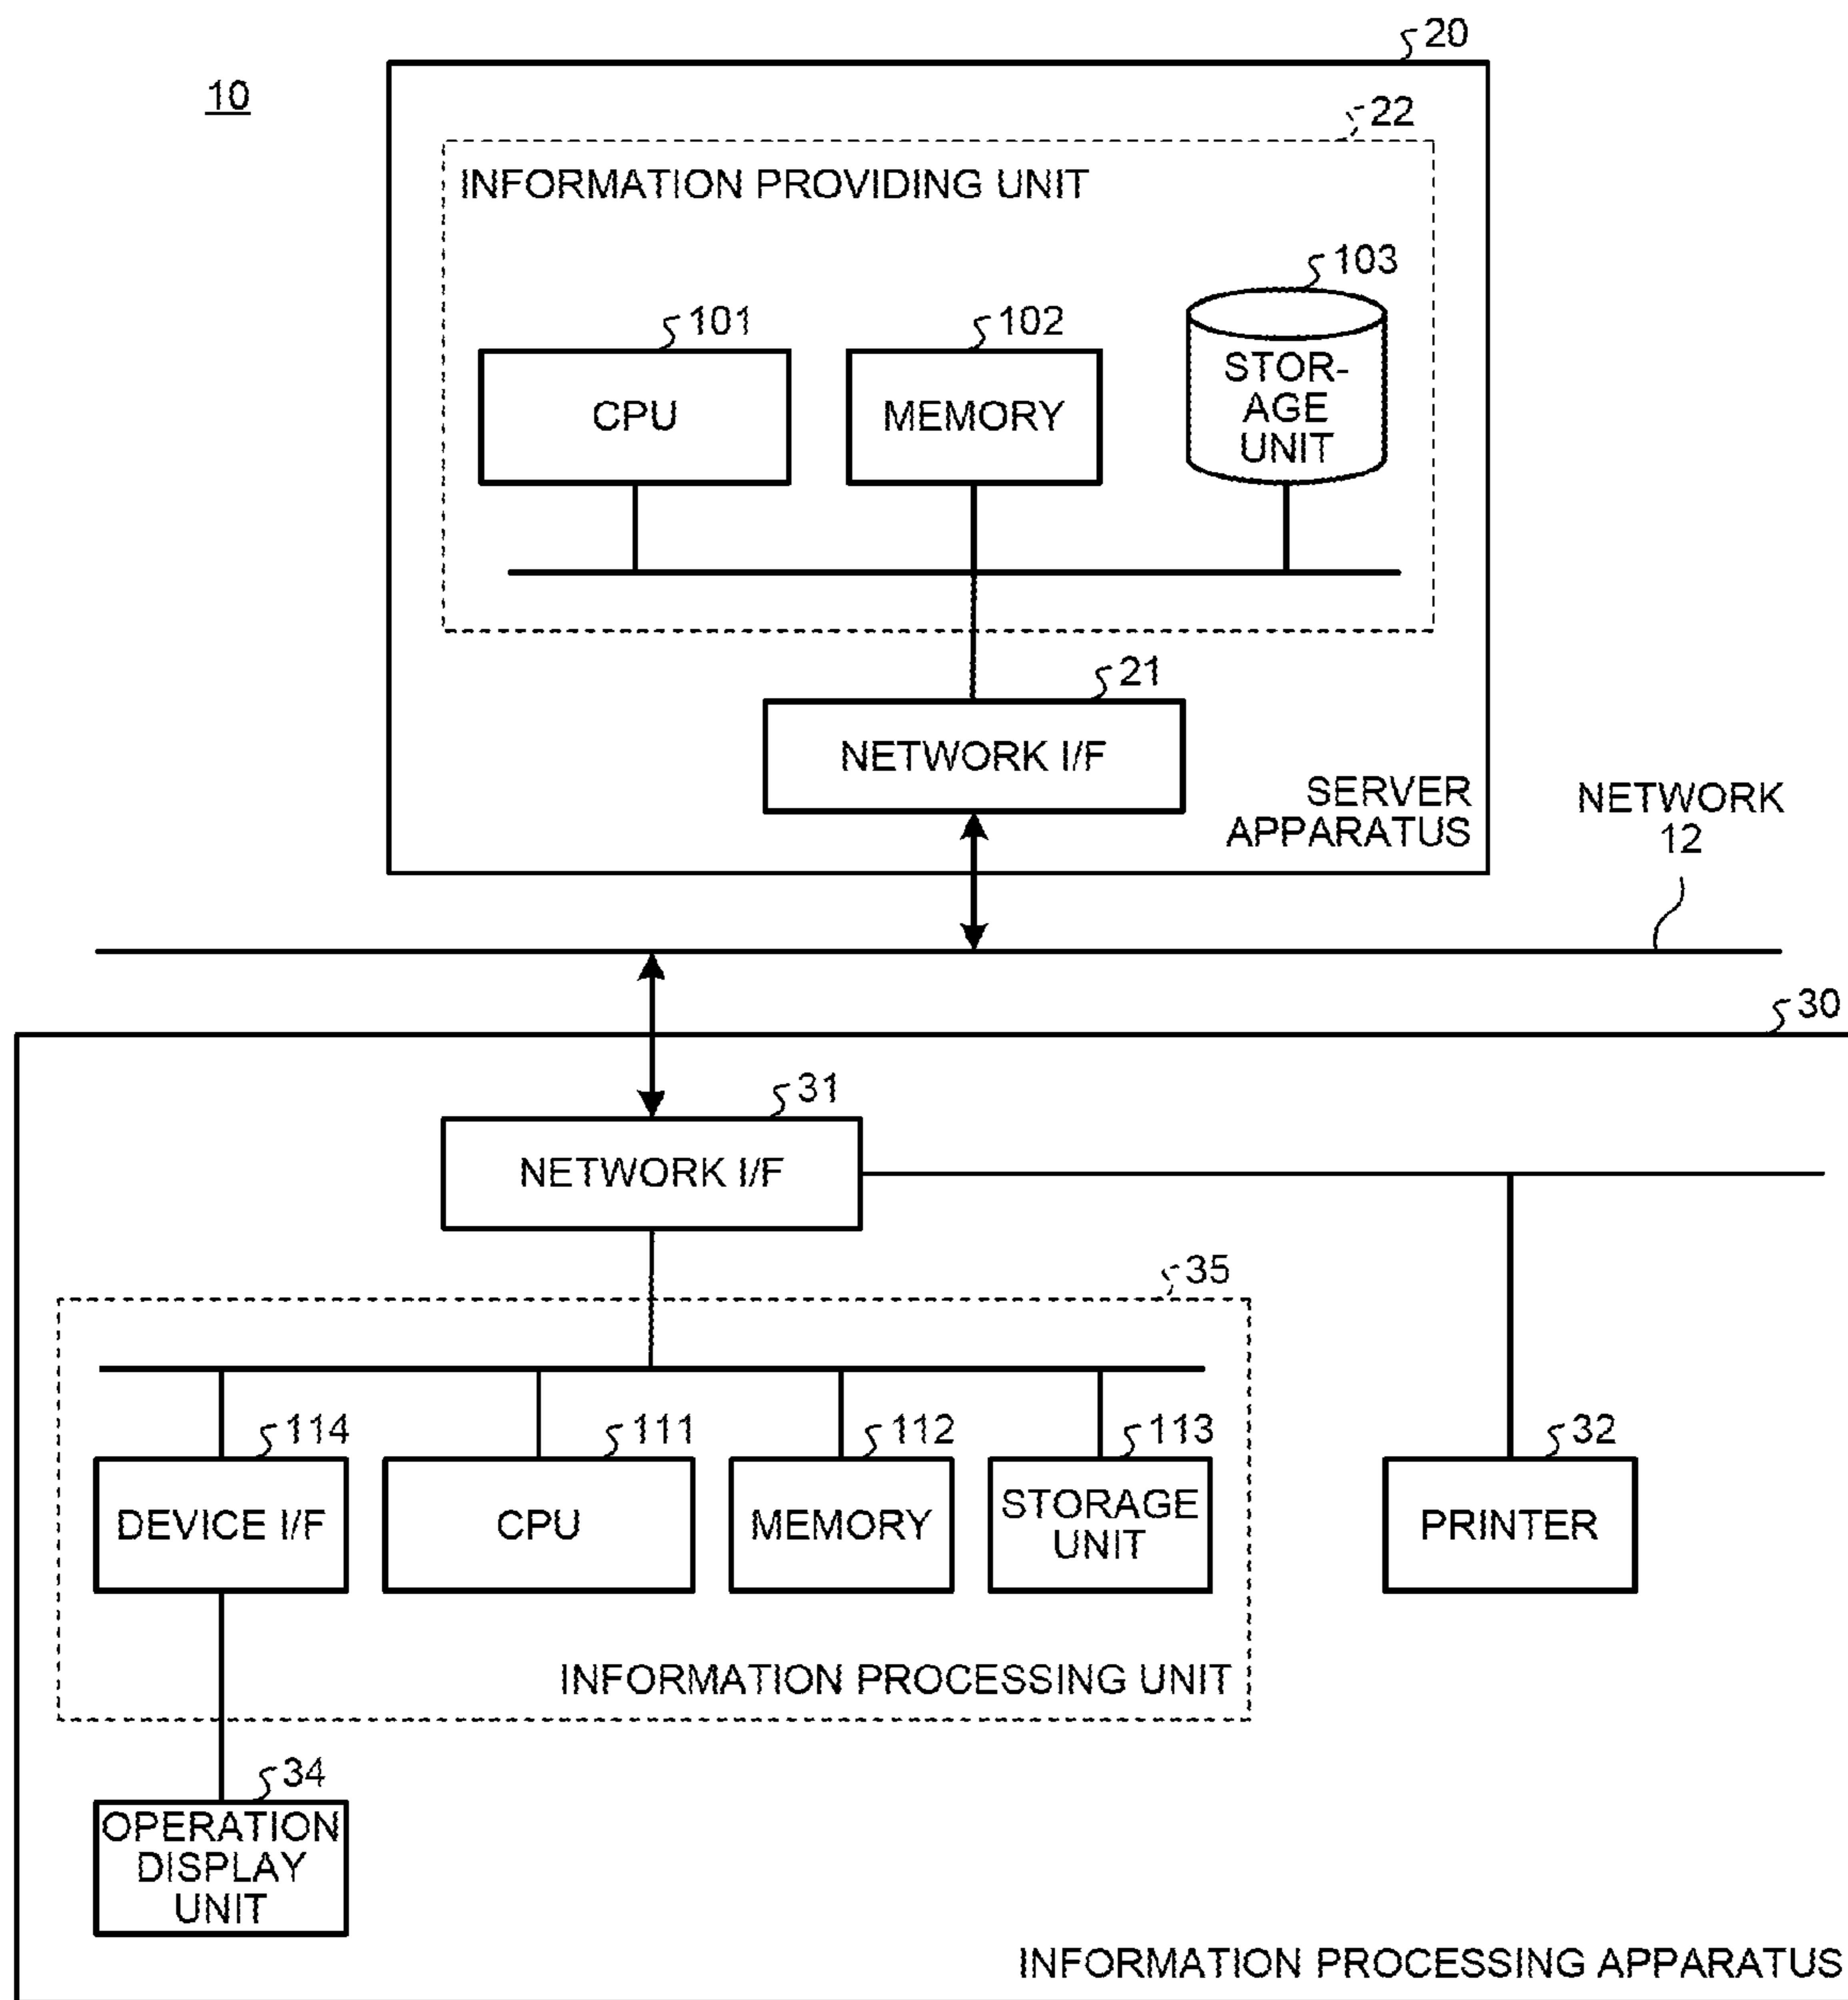 20
10
22
INFORMATION PROVIDING UNIT
103
101
102
CPU
MEMORY
STOR-
AGE
UNIT
21
NETWORK I/F
SERVER
APPARATUS
NETWORK
12
30
31
NETWORK I/F
35
114
111
112
113
32
DEVICE I/F
CPU
MEMORY
STORAGE
UNIT
PRINTER
INFORMATION PROCESSING UNIT
34
OPERATION
DISPLAY
UNIT
INFORMATION PROCESSING APPARATUS